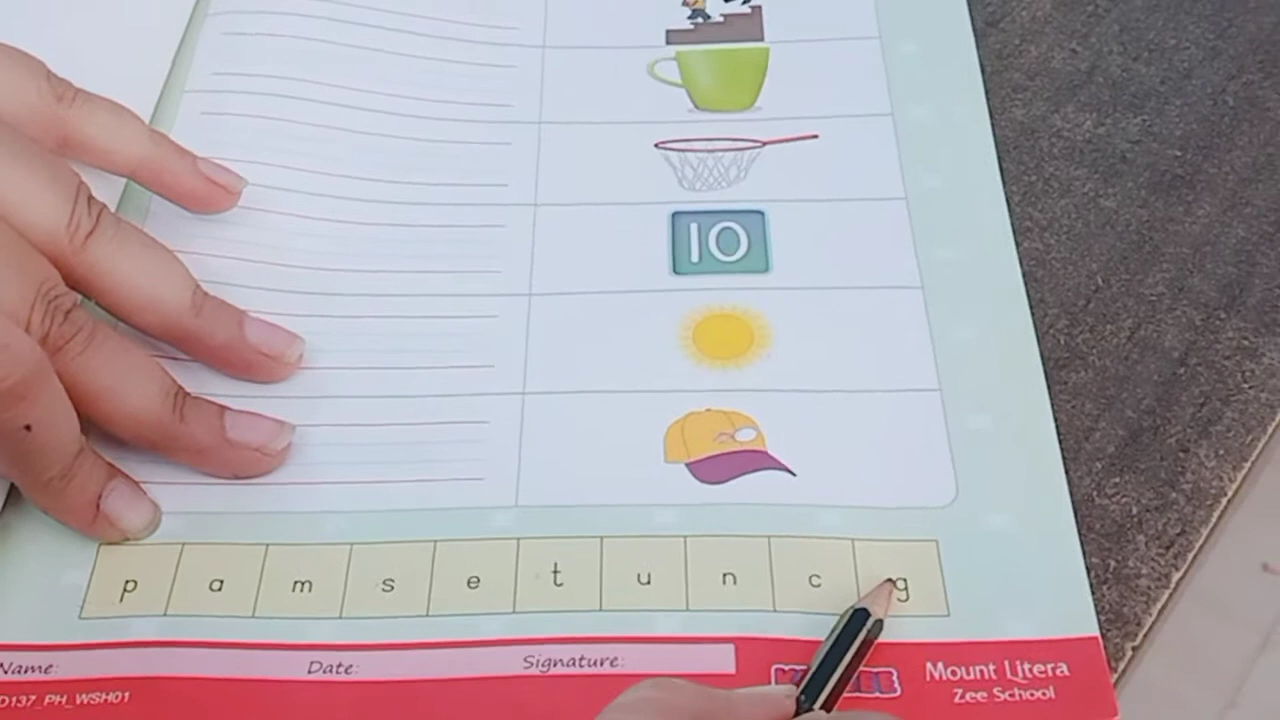 10
p a m s e t u n c g
Name: Date: Signature:
Mount Litera
Zee School
D137_PH_WSH01